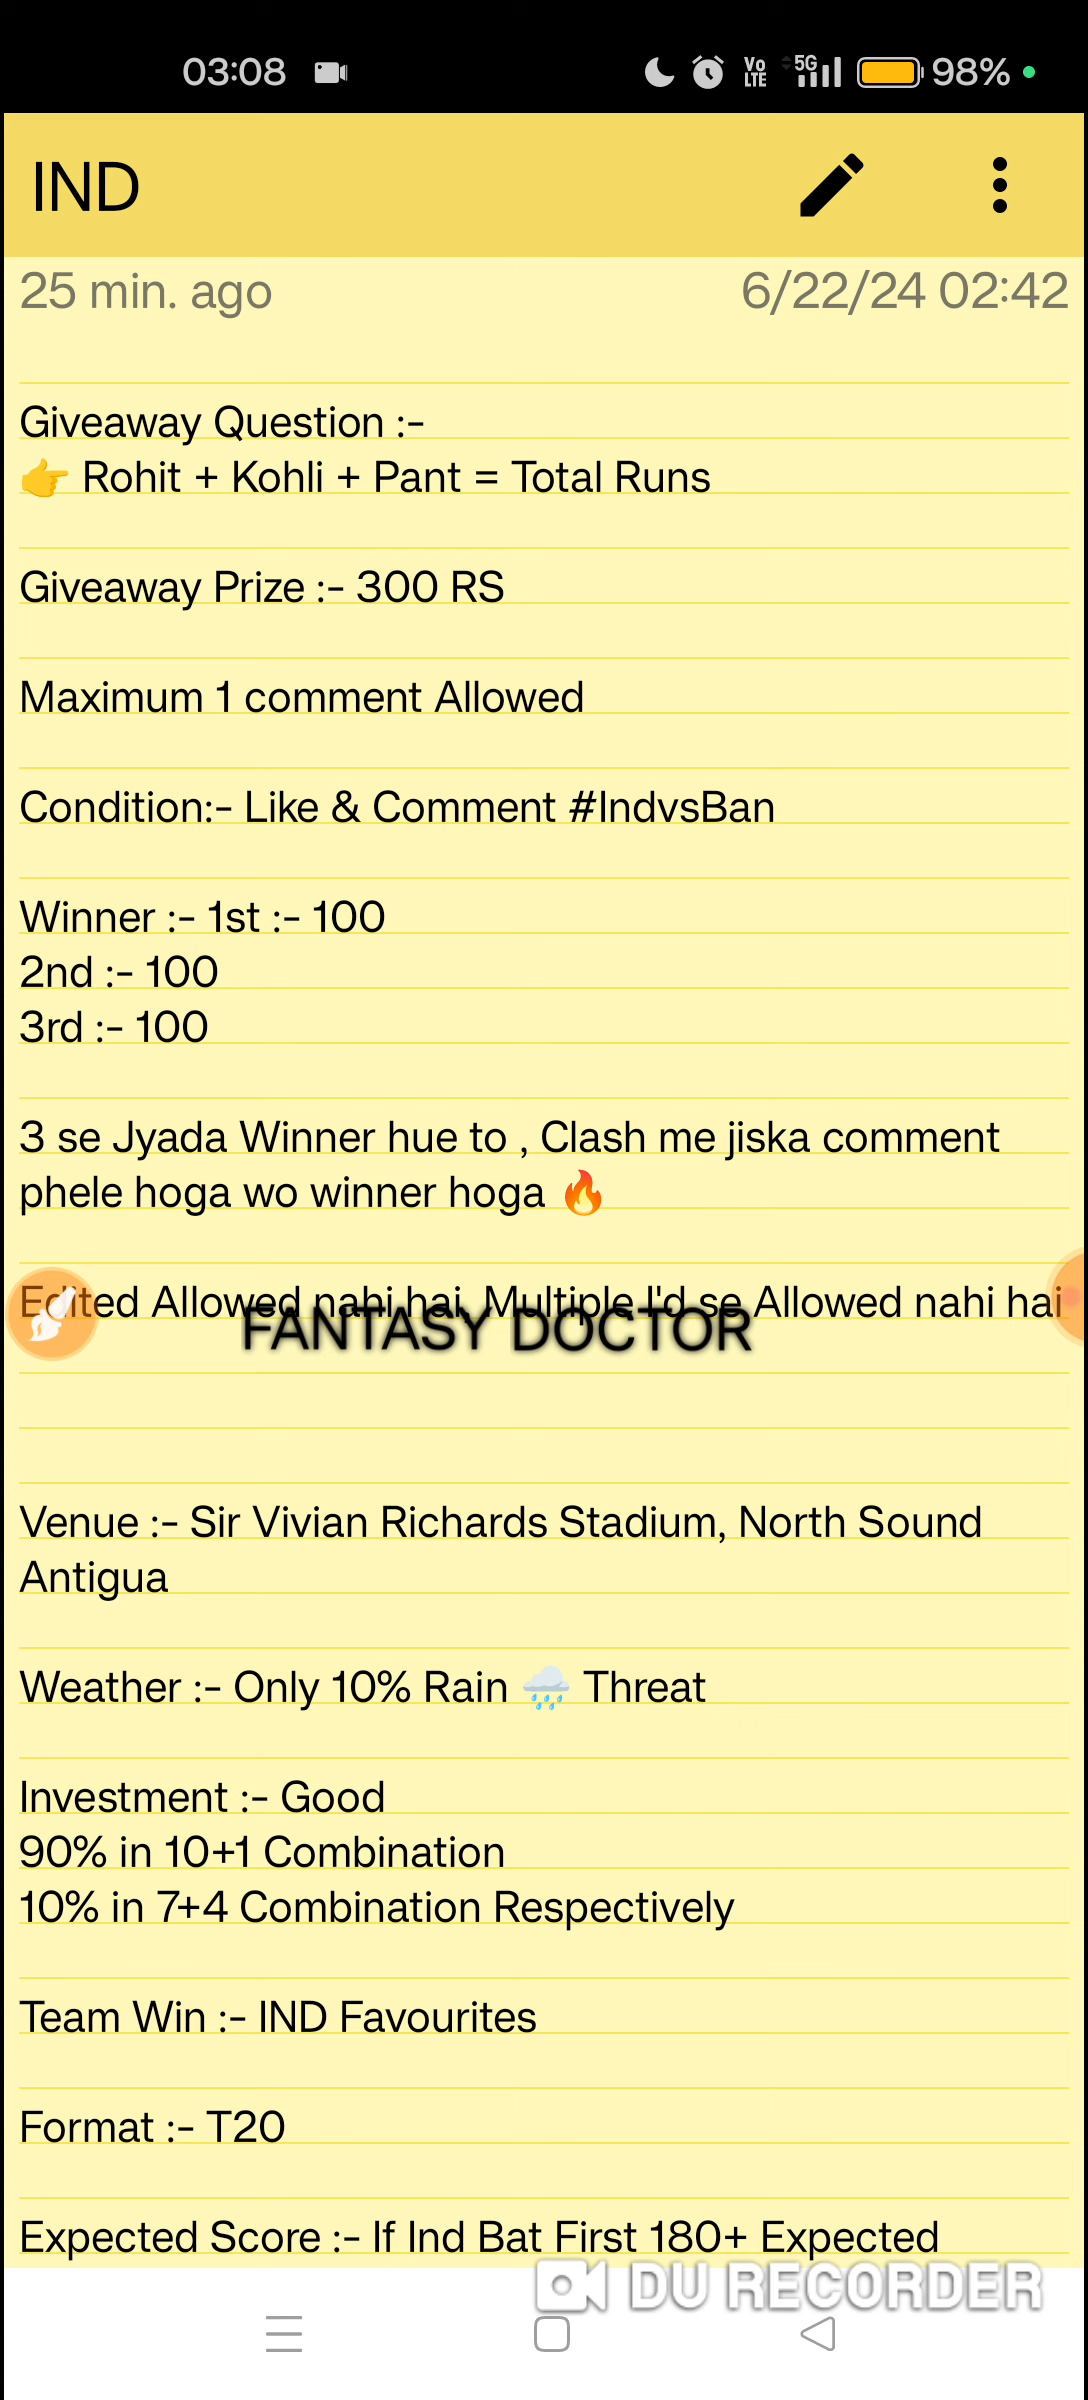 03:08 Vo LTE 5G 98%
IND
25 min. ago 6/22/24 02:42
Giveaway Question :-
👉 Rohit + Kohli + Pant = Total Runs
Giveaway Prize :- 300 RS
Maximum 1 comment Allowed
Condition:- Like & Comment #IndvsBan
Winner :- 1st :- 100
2nd :- 100
3rd :- 100
3 se Jyada Winner hue to , Clash me jiska comment
phele hoga wo winner hoga 🔥
Edited Allowed nahi hai, Multiple I'd se Allowed nahi hai
FANTASY DOCTOR
Venue :- Sir Vivian Richards Stadium, North Sound
Antigua
Weather :- Only 10% Rain 🌧️ Threat
Investment :- Good
90% in 10+1 Combination
10% in 7+4 Combination Respectively
Team Win :- IND Favourites
Format :- T20
Expected Score :- If Ind Bat First 180+ Expected
DU RECORDER